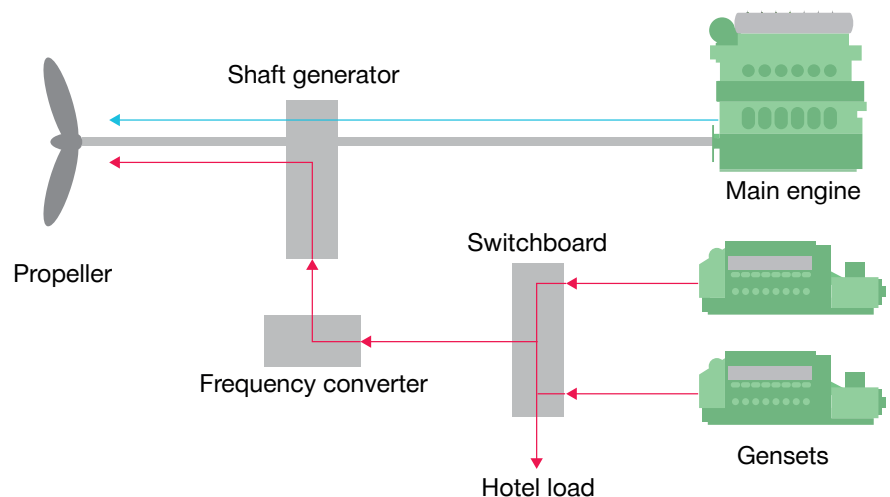 Shaft generator
Main engine
Switchboard
Propeller
Frequency converter
Gensets
Hotel load